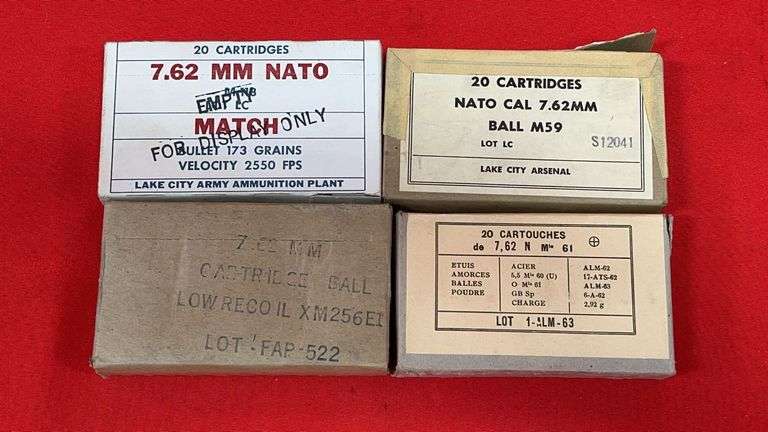 20 CARTRIDGES
7.62 MM NATO
EMPTY
LC
MATCH
FOR DISPLAY ONLY
BULLET 173 GRAINS
VELOCITY 2550 FPS
LAKE CITY ARMY AMMUNITION PLANT
20 CARTRIDGES
NATO CAL 7.62MM
BALL M59
LOT LC S12041
LAKE CITY ARSENAL
7.62 MM
CARTRIDGE BALL
LOW RECOIL XM256E1
LOT FAP-522
20 CARTOUCHES
de 7,62 N Mle 61
ETUIS ACIER ALM-62
AMORCES 5,5 Mle 60 (U) 17-ATS-62
BALLES O Mle 61 ALM-63
POUDRE GB Sp 6-A-62
CHARGE 2,92 g
LOT 1-ALM-63